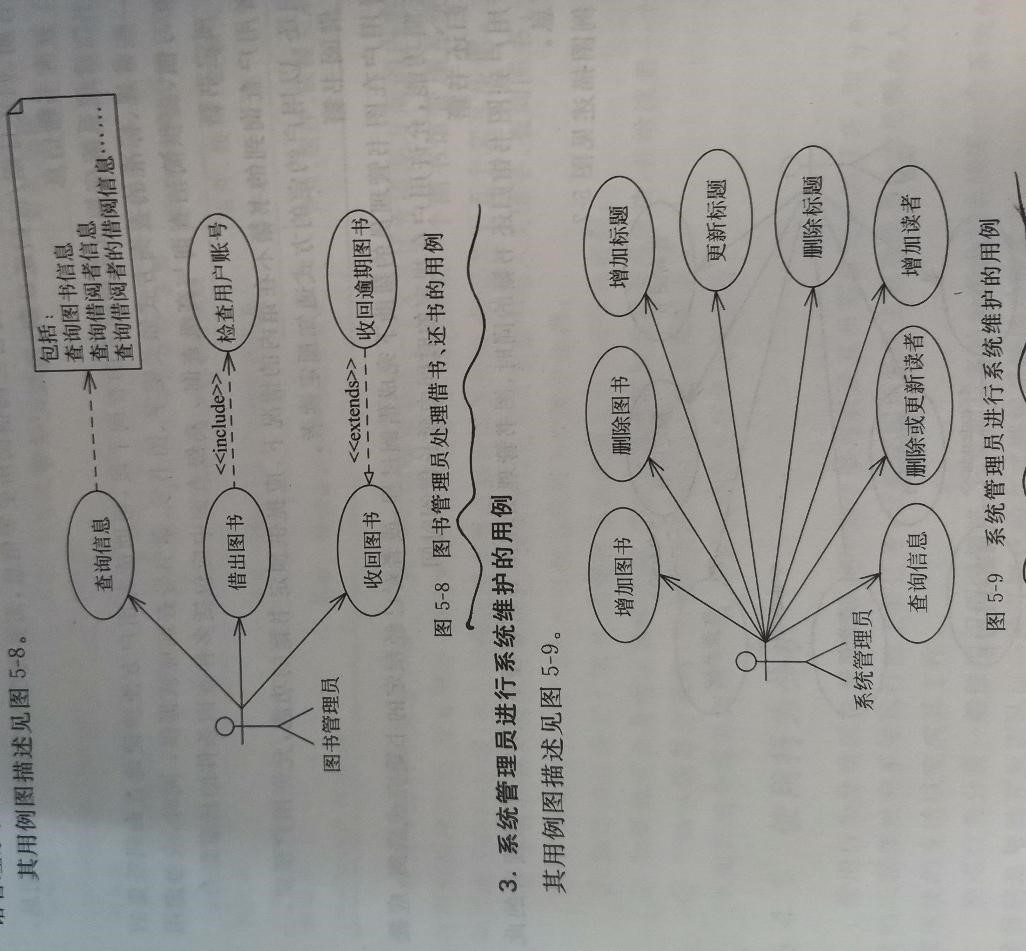 其用例图描述见图 5-8。
包括：
查询图书信息
查询借阅者信息
查询借阅者的借阅信息……
查询信息
<<include>>
借出图书
检查用户账号
<<extends>>
收回图书
收回逾期图书
图书管理员
图 5-8 图书管理员处理借书、还书的用例
3. 系统管理员进行系统维护的用例
其用例图描述见图 5-9。
增加图书
删除图书
增加标题
更新标题
删除标题
增加读者
删除或更新读者
查询信息
系统管理员
图 5-9 系统管理员进行系统维护的用例